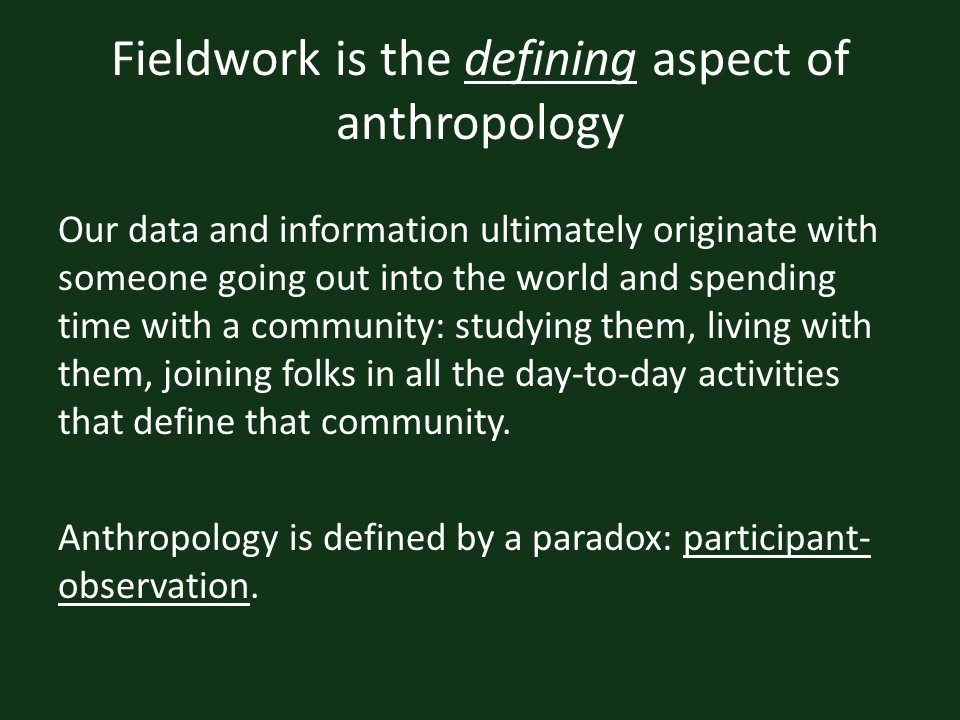 Fieldwork is the defining aspect of
anthropology
Our data and information ultimately originate with
someone going out into the world and spending
time with a community: studying them, living with
them, joining folks in all the day-to-day activities
that define that community.
Anthropology is defined by a paradox: participant-
observation.